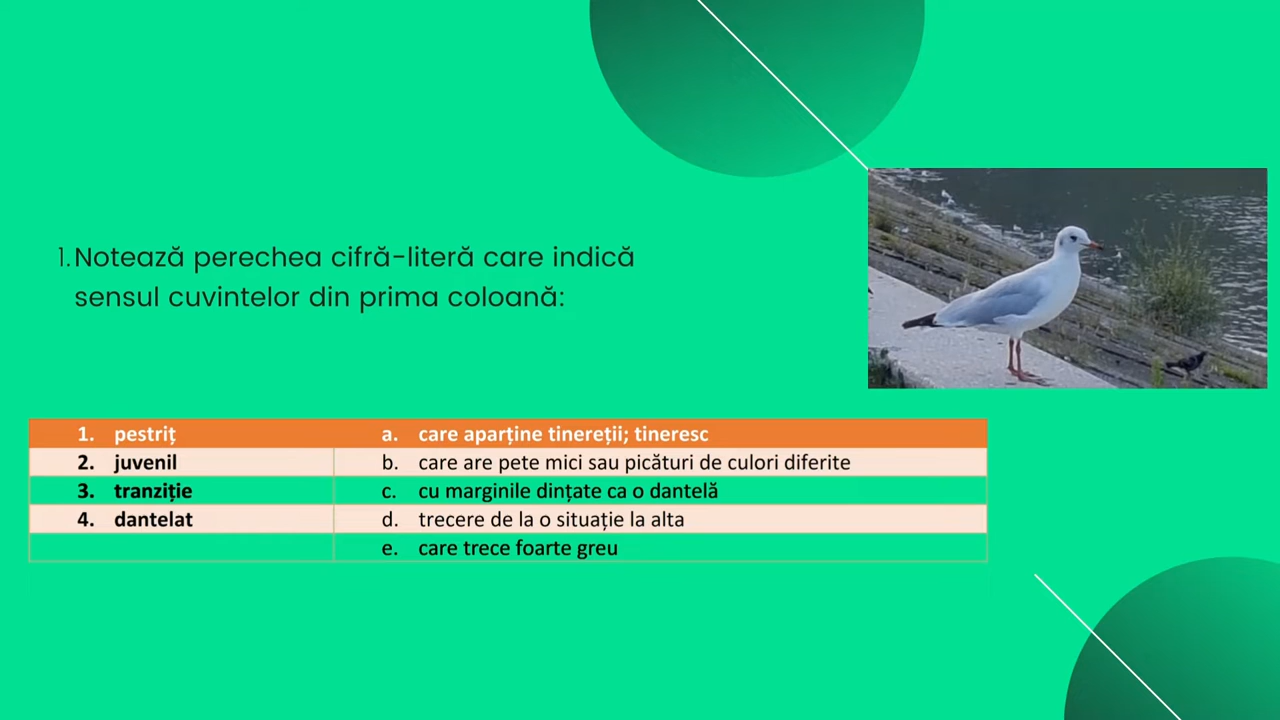 1. Notează perechea cifră-literă care indică
sensul cuvintelor din prima coloană:
1. pestriț a. care aparține tinereții; tineresc
2. juvenil b. care are pete mici sau picături de culori diferite
3. tranziție c. cu marginile dințate ca o dantelă
4. dantelat d. trecere de la o situație la alta
e. care trece foarte greu